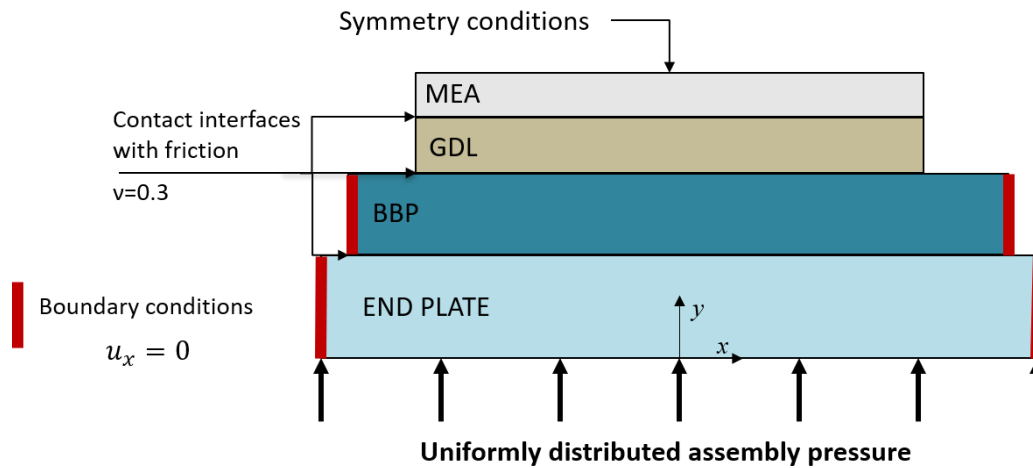 Symmetry conditions
MEA
Contact interfaces
with friction
GDL
ν=0.3
BBP
Boundary conditions
END PLATE
y
u_x = 0
x
Uniformly distributed assembly pressure